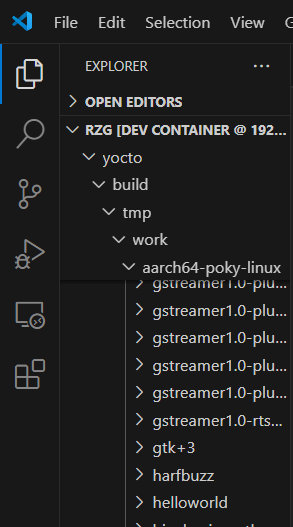 File Edit Selection View G
EXPLORER ...
OPEN EDITORS
RZG [DEV CONTAINER @ 192...
yocto
build
tmp
work
aarch64-poky-linux
gstreamer1.0-plu...
gstreamer1.0-plu...
gstreamer1.0-plu...
gstreamer1.0-plu...
gstreamer1.0-plu...
gstreamer1.0-rts...
gtk+3
harfbuzz
helloworld